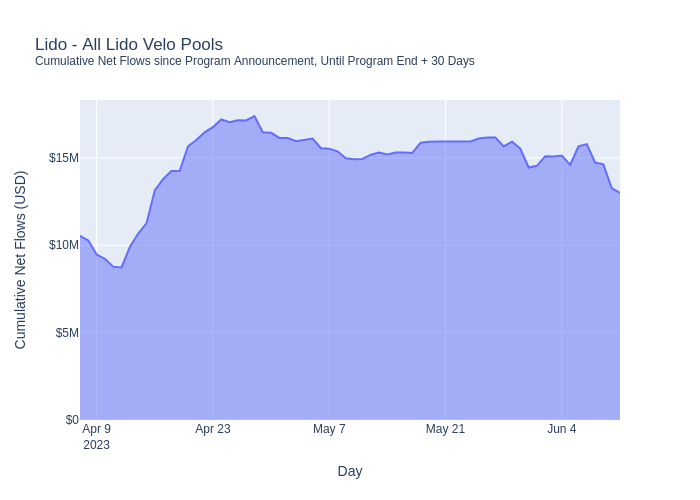 Lido - All Lido Velo Pools
Cumulative Net Flows since Program Announcement, Until Program End + 30 Days
Cumulative Net Flows (USD)
$15M
$10M
$5M
$0
Apr 9
2023
Apr 23
May 7
May 21
Jun 4
Day